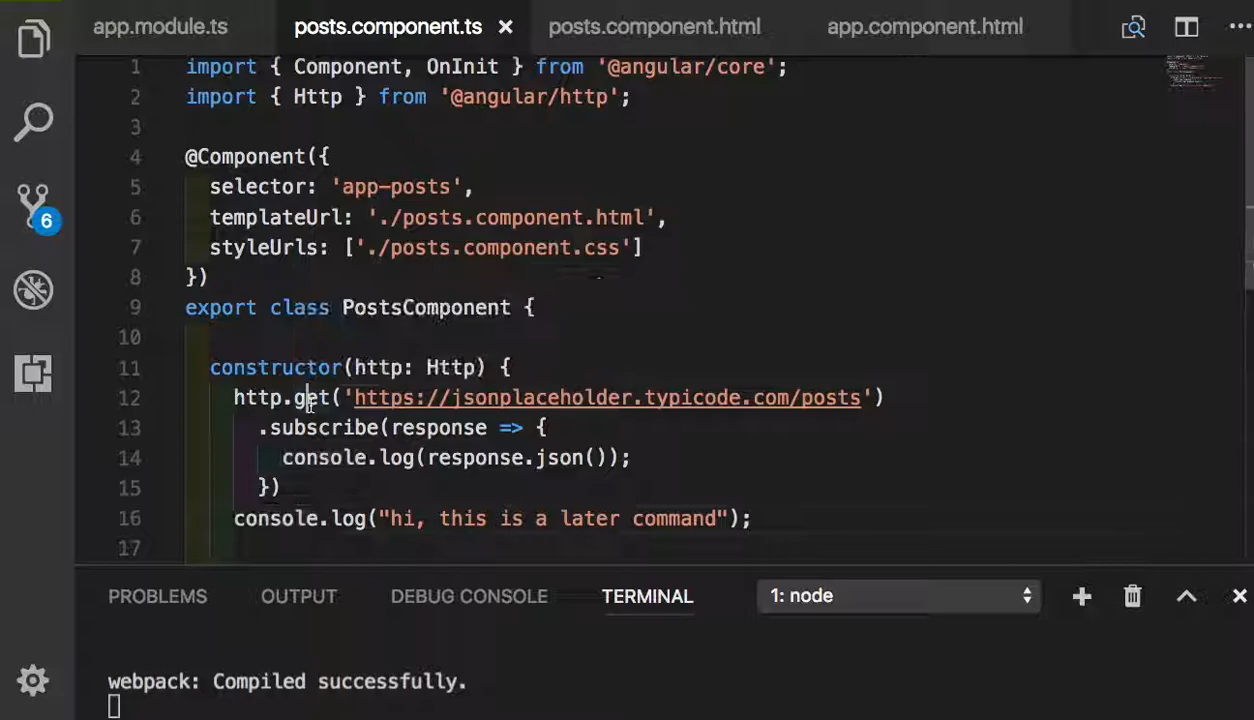 app.module.ts posts.component.ts posts.component.html app.component.html
1 import { Component, OnInit } from '@angular/core';
2 import { Http } from '@angular/http';
3
4 @Component({
5 selector: 'app-posts',
6 templateUrl: './posts.component.html',
7 styleUrls: ['./posts.component.css']
8 })
9 export class PostsComponent {
10
11 constructor(http: Http) {
12 http.get('https://jsonplaceholder.typicode.com/posts')
13 .subscribe(response => {
14 console.log(response.json());
15 })
16 console.log("hi, this is a later command");
17
6
PROBLEMS OUTPUT DEBUG CONSOLE TERMINAL 1: node
webpack: Compiled successfully.